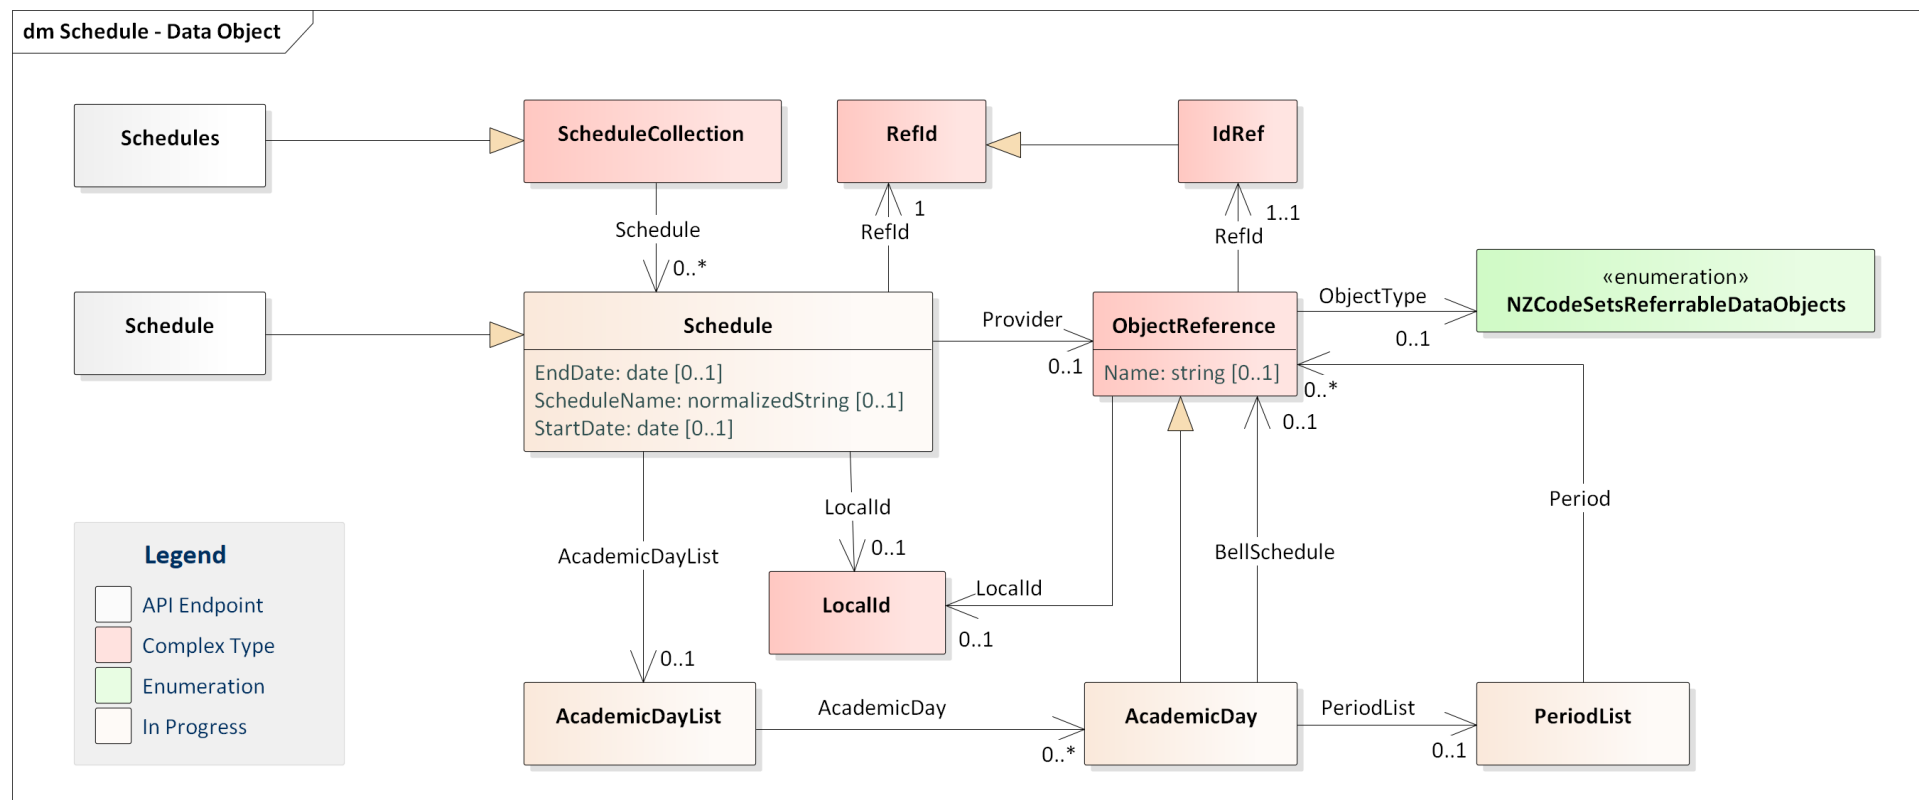 dm Schedule - Data Object
Schedules
ScheduleCollection
RefId
IdRef
Schedule
0..*
RefId
1
RefId
1..1
Schedule
Schedule
EndDate: date [0..1]
ScheduleName: normalizedString [0..1]
StartDate: date [0..1]
Provider
0..1
ObjectReference
Name: string [0..1]
ObjectType
0..1
«enumeration»
NZCodeSetsReferrableDataObjects
0..*
0..1
Period
BellSchedule
LocalId
0..1
AcademicDayList
0..1
LocalId
LocalId
0..1
Legend
API Endpoint
Complex Type
Enumeration
In Progress
AcademicDayList
AcademicDay
0..*
AcademicDay
PeriodList
0..1
PeriodList